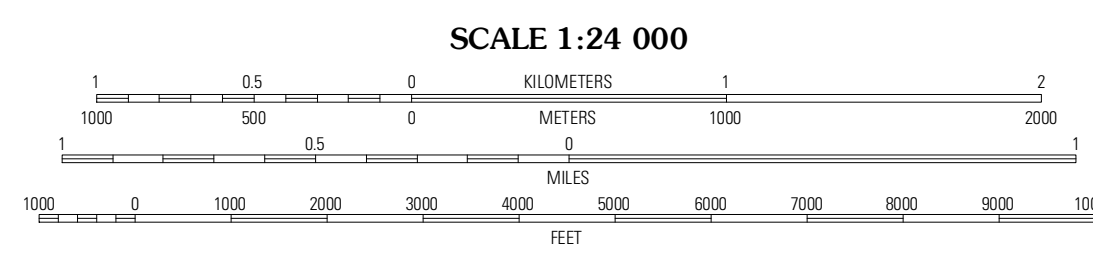 SCALE 1:24 000
1 0.5 0 KILOMETERS 1 2
1000 500 0 METERS 1000 2000
1 0.5 0 1
MILES
1000 0 1000 2000 3000 4000 5000 6000 7000 8000 9000
FEET